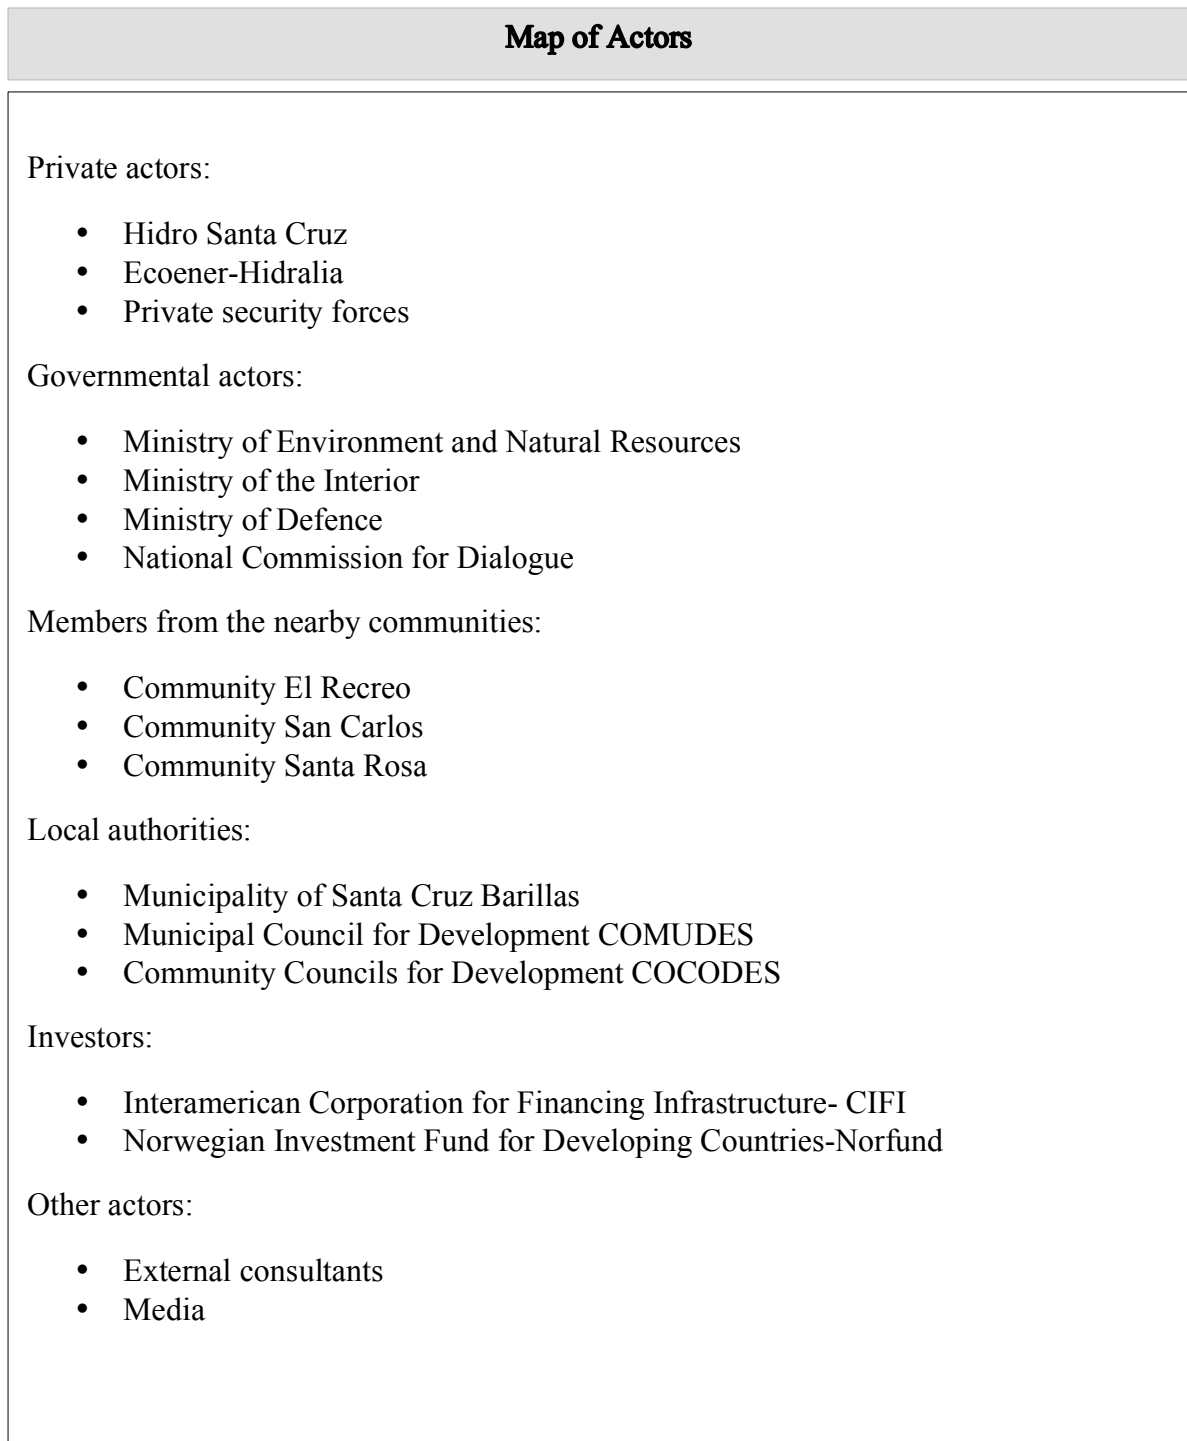 Map of Actors
Private actors:
• Hidro Santa Cruz
• Ecoener-Hidralia
• Private security forces
Governmental actors:
• Ministry of Environment and Natural Resources
• Ministry of the Interior
• Ministry of Defence
• National Commission for Dialogue
Members from the nearby communities:
• Community El Recreo
• Community San Carlos
• Community Santa Rosa
Local authorities:
• Municipality of Santa Cruz Barillas
• Municipal Council for Development COMUDES
• Community Councils for Development COCODES
Investors:
• Interamerican Corporation for Financing Infrastructure- CIFI
• Norwegian Investment Fund for Developing Countries-Norfund
Other actors:
• External consultants
• Media